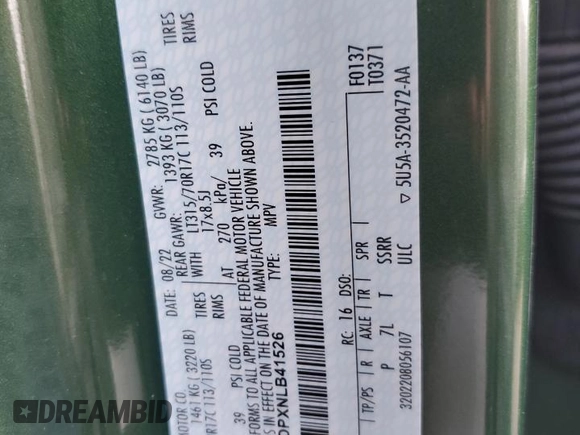 MOTOR CO.
DATE: 08/22 GVWR: 2785 KG ( 6140 LB)
1461 KG ( 3220 LB) REAR GAWR: 1393 KG ( 3070 LB)
R17C 113/110S TIRES WITH LT315/70R17C 113/110S TIRES
RIMS 17x8.5J RIMS
39 PSI COLD AT 270 kPa/ 39 PSI COLD
FORMS TO ALL APPLICABLE FEDERAL MOTOR VEHICLE
S IN EFFECT ON THE DATE OF MANUFACTURE SHOWN ABOVE.
DPXNLB41526 TYPE: MPV
RC: 16 DSO: F0137
T0371
TP/PS R AXLE TR SPR
P 7L T SSRR
3202208056107 ULC ▽ 5U5A-3520472-AA
DREAMBID